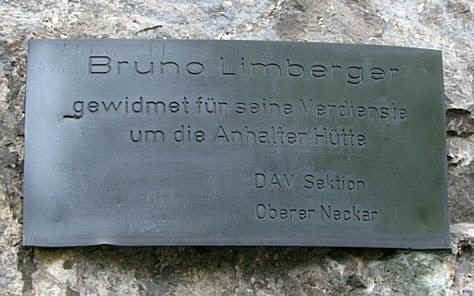 Bruno Limberger
gewidmet für seine Verdienste
um die Anhalter Hütte
DAV Sektion
Oberer Neckar